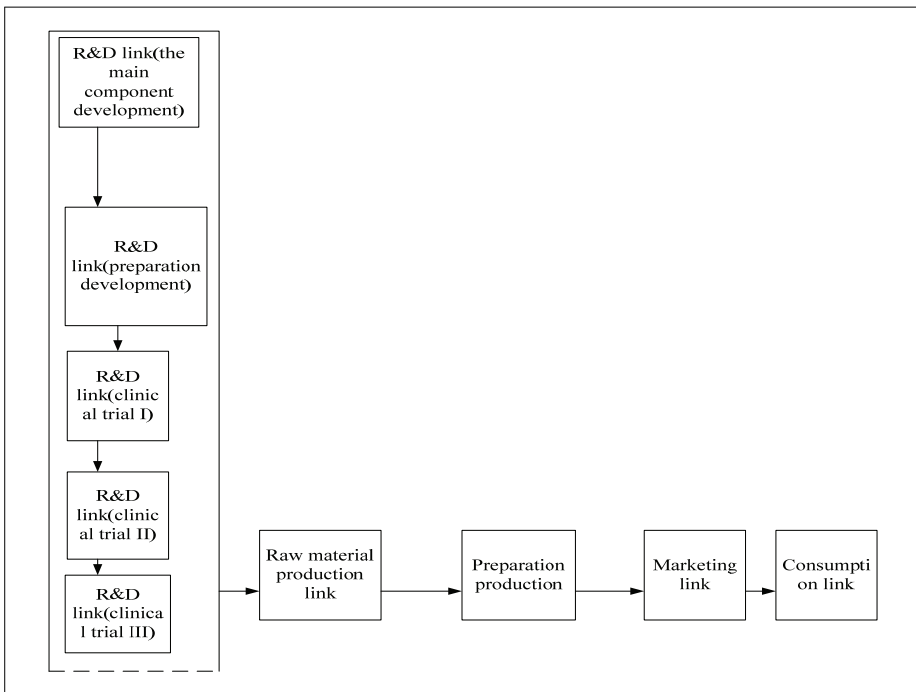 R&D link(the
main
component
development)
R&D
link(preparation
development)
R&D
link(clinic
al trial I)
R&D
link(clinic
al trial II)
R&D
link(clinica
l trial III)
Raw material
production
link
Preparation
production
Marketing
link
Consumpti
on link